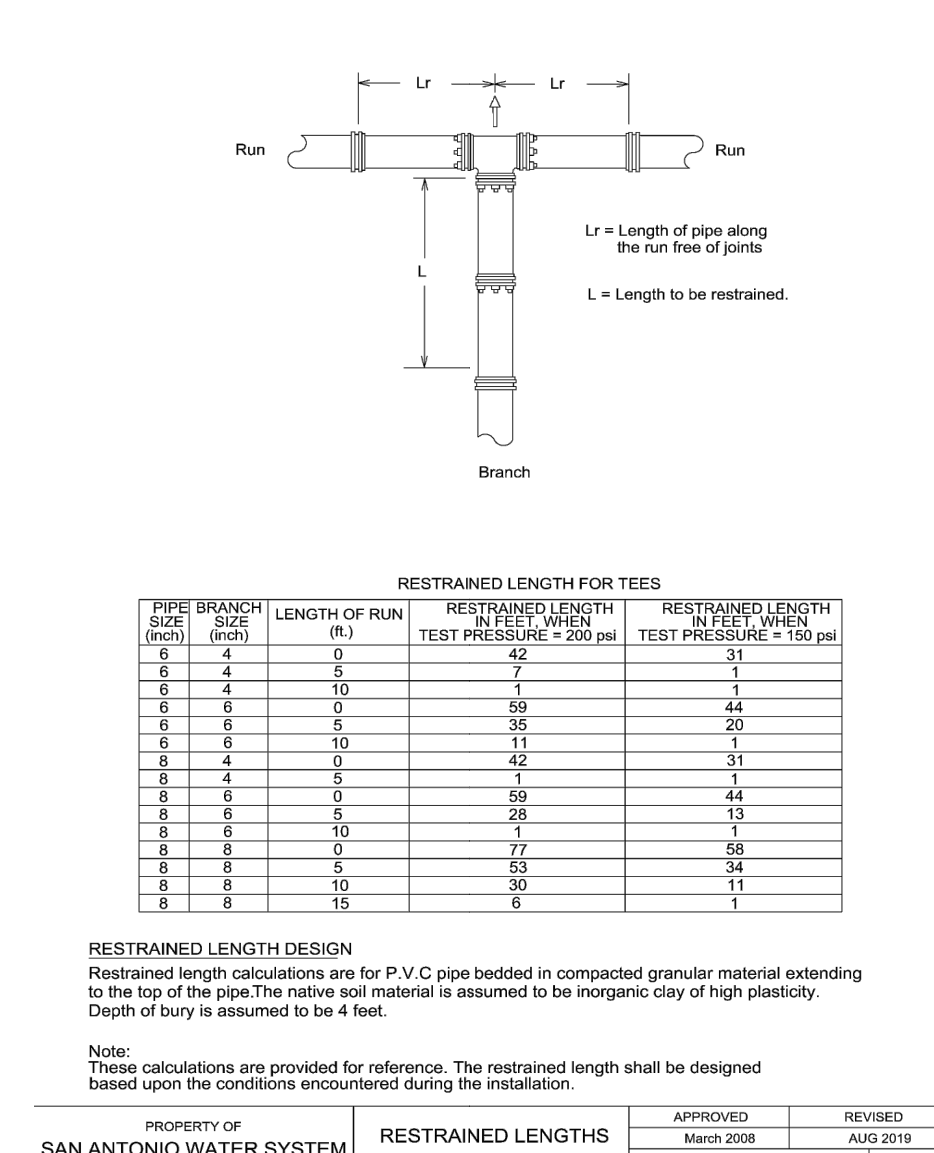 Lr Lr
Run Run
Lr = Length of pipe along
the run free of joints
L
L = Length to be restrained.
Branch
RESTRAINED LENGTH FOR TEES
PIPE SIZE (inch) BRANCH SIZE (inch) LENGTH OF RUN (ft.) RESTRAINED LENGTH IN FEET, WHEN TEST PRESSURE = 200 psi RESTRAINED LENGTH IN FEET, WHEN TEST PRESSURE = 150 psi
6 4 0 42 31
6 4 5 7 1
6 4 10 1 1
6 6 0 59 44
6 6 5 35 20
6 6 10 11 1
8 4 0 42 31
8 4 5 1 1
8 6 0 59 44
8 6 5 28 13
8 6 10 1 1
8 8 0 77 58
8 8 5 53 34
8 8 10 30 11
8 8 15 6 1
RESTRAINED LENGTH DESIGN
Restrained length calculations are for P.V.C pipe bedded in compacted granular material extending
to the top of the pipe.The native soil material is assumed to be inorganic clay of high plasticity.
Depth of bury is assumed to be 4 feet.
Note:
These calculations are provided for reference. The restrained length shall be designed
based upon the conditions encountered during the installation.
PROPERTY OF
SAN ANTONIO WATER SYSTEM
RESTRAINED LENGTHS
APPROVED REVISED
March 2008 AUG 2019